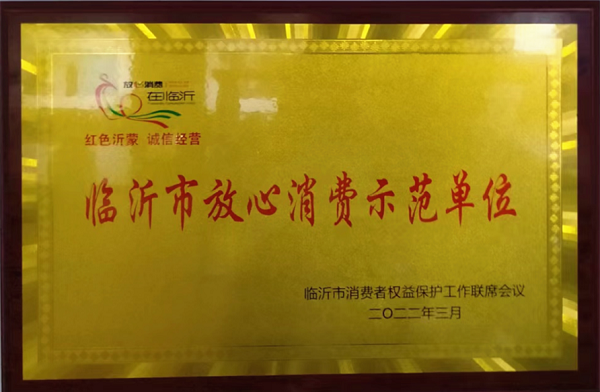 放心消费
在临沂
红色沂蒙 诚信经营
临沂市放心消费示范单位
临沂市消费者权益保护工作联席会议
二〇二二年三月